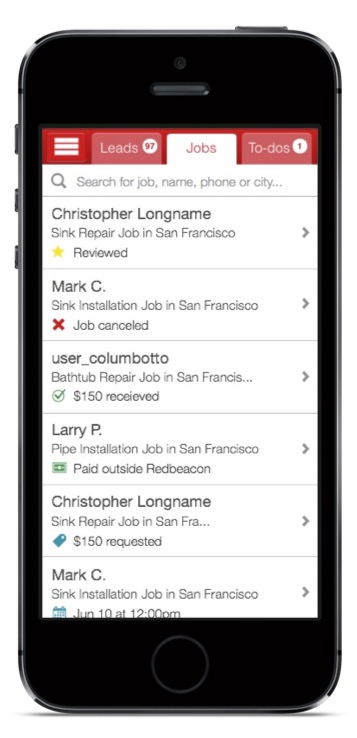 Leads 97 Jobs To-dos 1
Search for job, name, phone or city...
Christopher Longname
Sink Repair Job in San Francisco
Reviewed
Mark C.
Sink Installation Job in San Francisco
Job canceled
user_columbotto
Bathtub Repair Job in San Francis...
$150 receieved
Larry P.
Pipe Installation Job in San Francisco
Paid outside Redbeacon
Christopher Longname
Sink Repair Job in San Fra...
$150 requested
Mark C.
Sink Installation Job in San Francisco
Jun 10 at 12:00pm